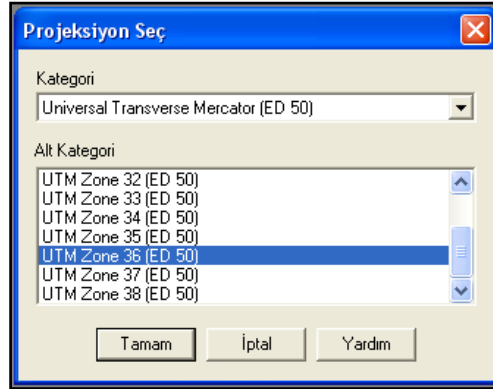 Projeksiyon Seç
Kategori
Universal Transverse Mercator (ED 50)
Alt Kategori
UTM Zone 32 (ED 50)
UTM Zone 33 (ED 50)
UTM Zone 34 (ED 50)
UTM Zone 35 (ED 50)
UTM Zone 36 (ED 50)
UTM Zone 37 (ED 50)
UTM Zone 38 (ED 50)
Tamam İptal Yardım